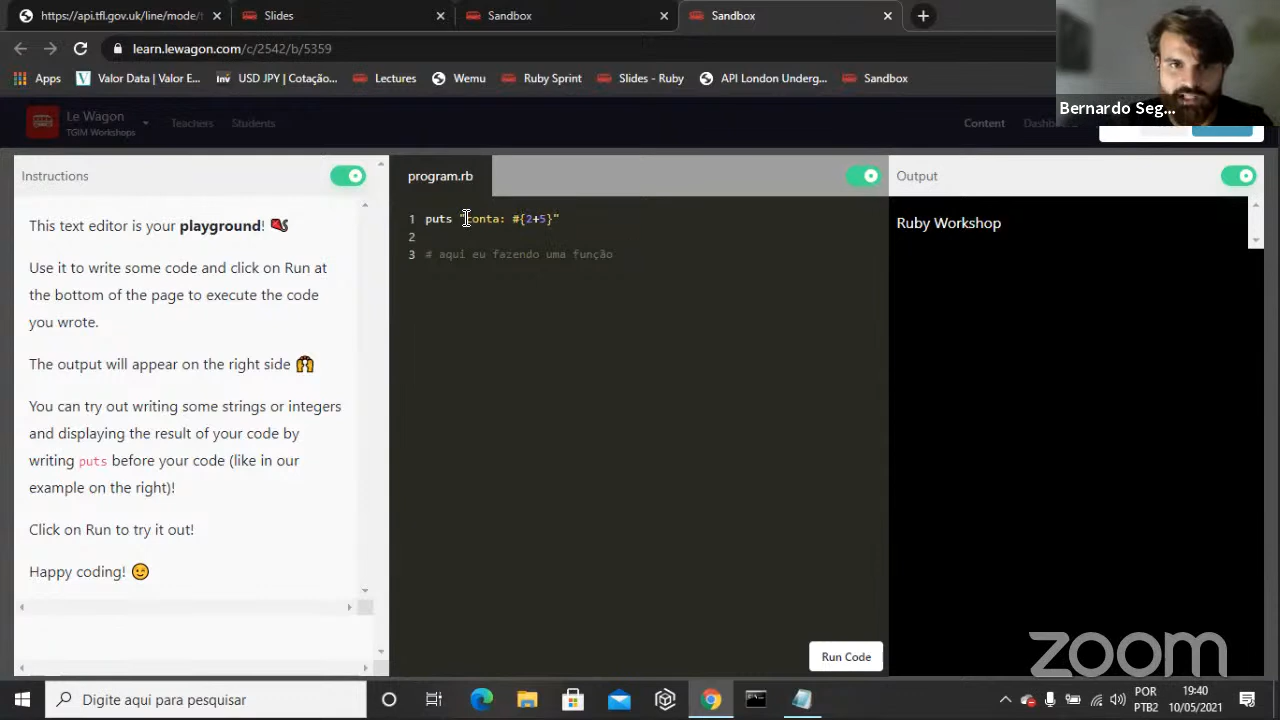 https://api.tfl.gov.uk/line/mode/t
Slides
Sandbox
Sandbox
learn.lewagon.com/c/2542/b/5359
Apps
Valor Data | Valor E...
USD JPY | Cotação...
Lectures
Wemu
Ruby Sprint
Slides - Ruby
API London Underg...
Sandbox
Bernardo Seg...
Le Wagon
TGIM Workshops
Teachers
Students
Content
Instructions
program.rb
Output
This text editor is your playground!
Use it to write some code and click on Run at
the bottom of the page to execute the code
you wrote.
The output will appear on the right side
You can try out writing some strings or integers
and displaying the result of your code by
writing puts before your code (like in our
example on the right)!
Click on Run to try it out!
Happy coding!
1 puts "conta: #{2+5}"
2
3 # aqui eu fazendo uma função
Ruby Workshop
Run Code
zoom
Digite aqui para pesquisar
POR
PTB2
19:40
10/05/2021